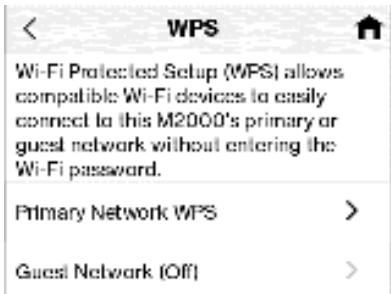 WPS
Wi-Fi Protected Setup (WPS) allows
compatible Wi-Fi devices to easily
connect to this M2000's primary or
guest network without entering the
Wi-Fi password.
Primary Network WPS
Guest Network (Off)